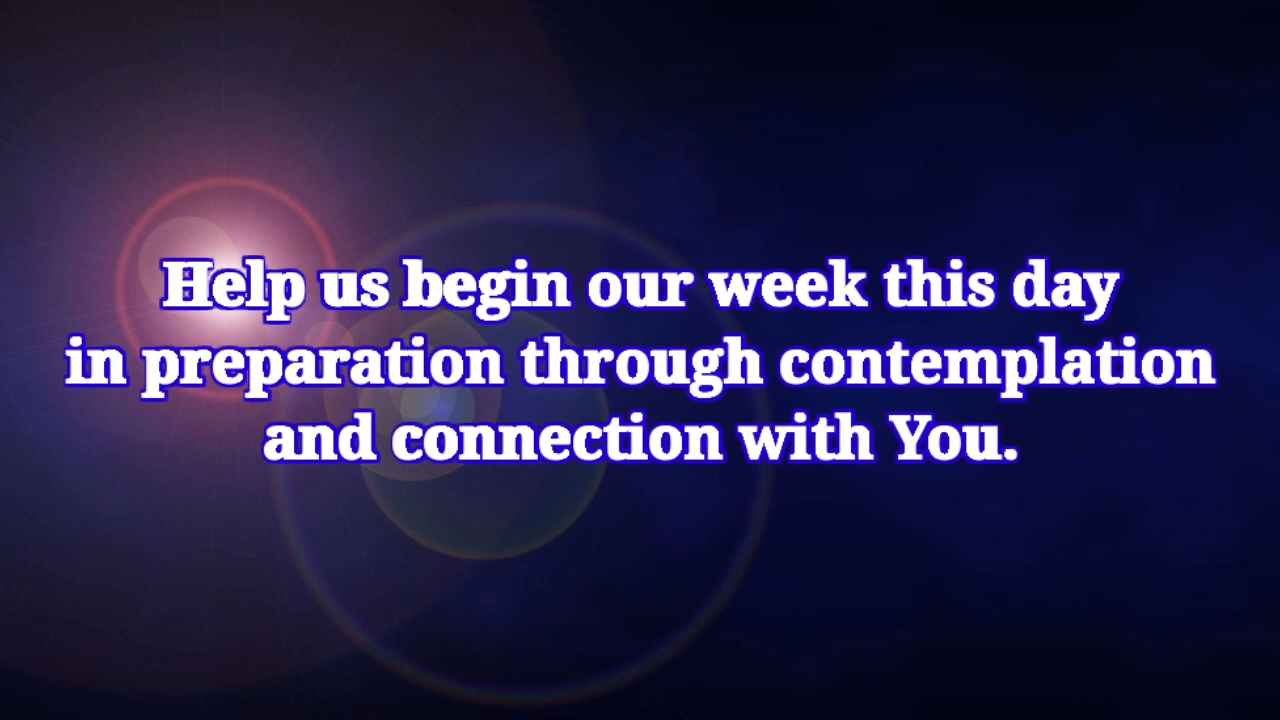 Help us begin our week this day
in preparation through contemplation
and connection with You.